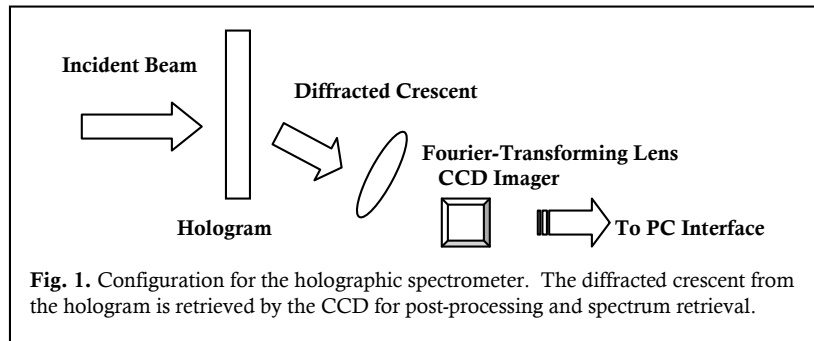 Incident Beam
Diffracted Crescent
Fourier-Transforming Lens
CCD Imager
Hologram
To PC Interface
Fig. 1. Configuration for the holographic spectrometer. The diffracted crescent from
the hologram is retrieved by the CCD for post-processing and spectrum retrieval.